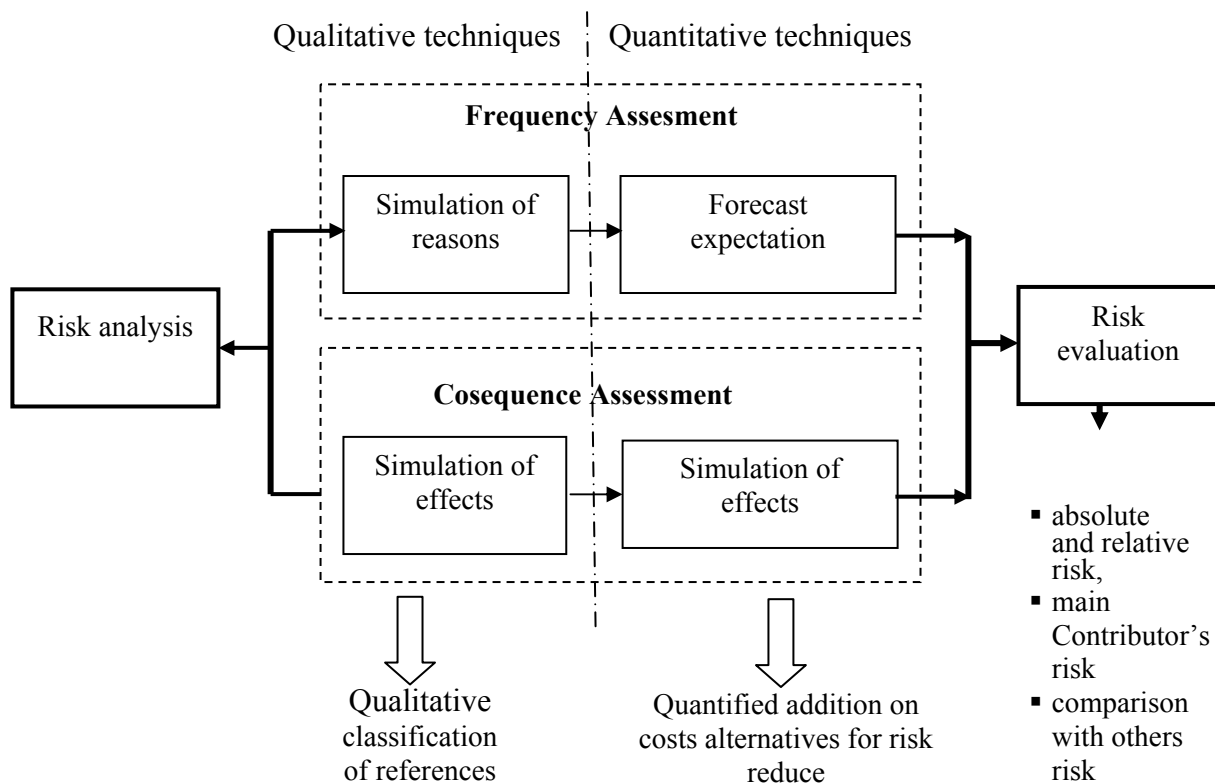 Qualitative techniques
Quantitative techniques
Frequency Assesment
Simulation of
reasons
Forecast
expectation
Risk analysis
Risk
evaluation
Cosequence Assessment
Simulation of
effects
Simulation of
effects
▪ absolute
and relative
risk,
▪ main
Contributor’s
risk
▪ comparison
with others
risk
Qualitative
classification
of references
Quantified addition on
costs alternatives for risk
reduce